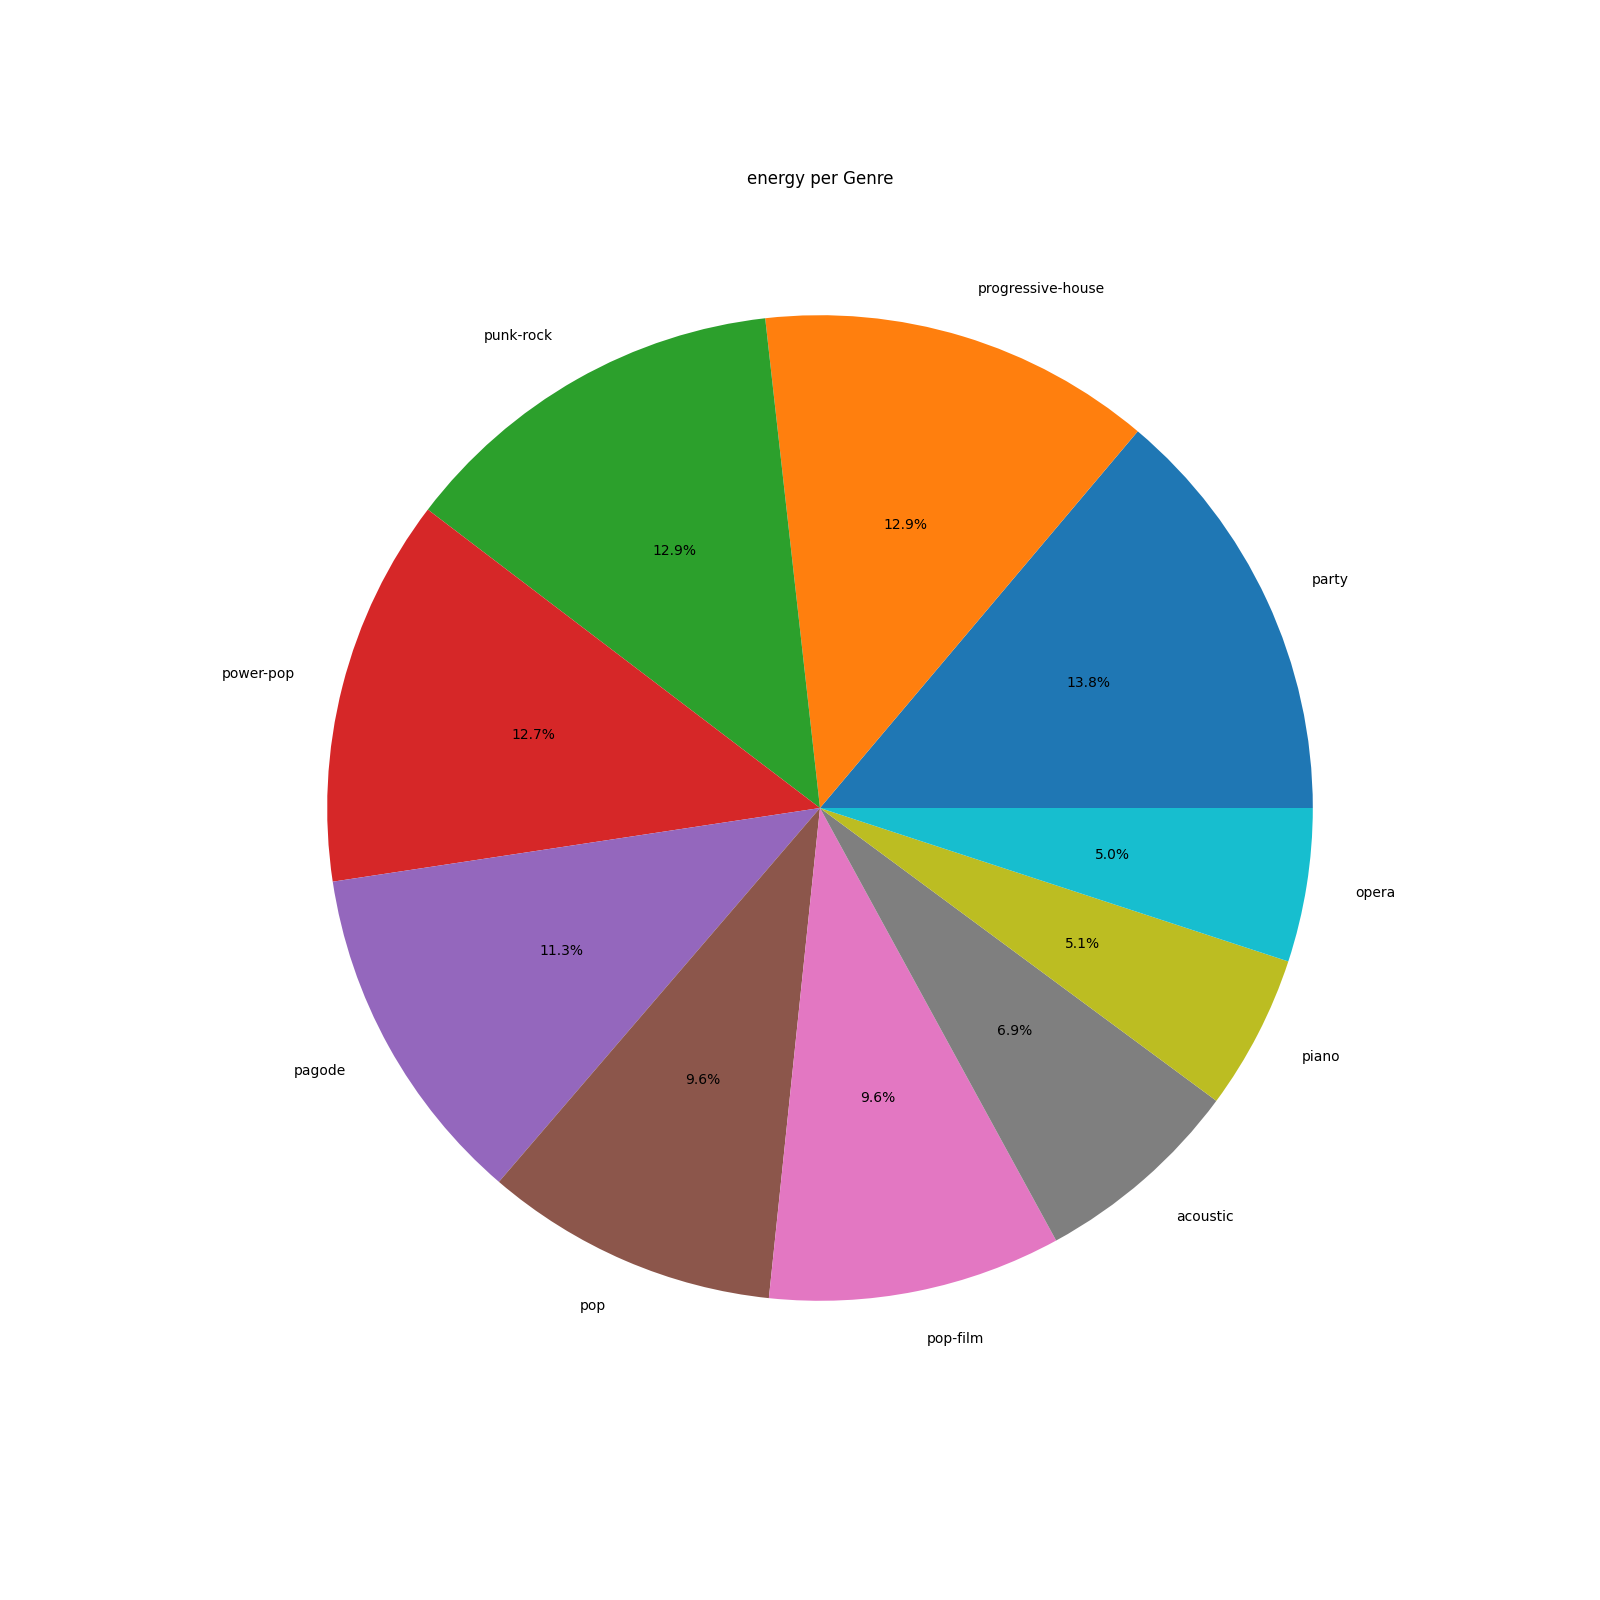 energy per Genre
progressive-house
punk-rock
12.9%
12.9%
party
power-pop
13.8%
12.7%
5.0%
opera
11.3%
5.1%
6.9%
piano
pagode
9.6%
9.6%
acoustic
pop
pop-film